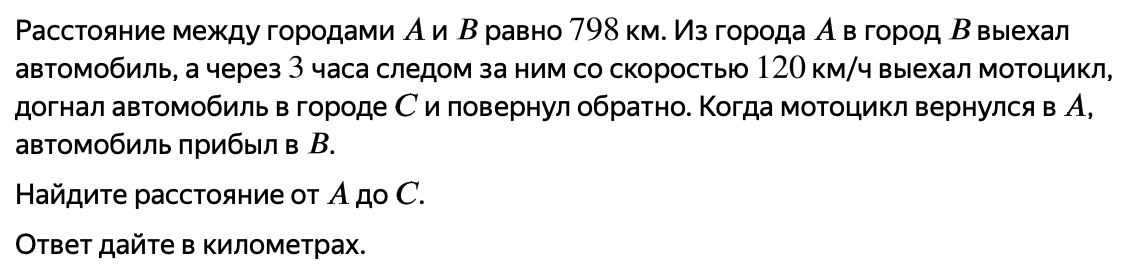 Расстояние между городами A и B равно 798 км. Из города A в город B выехал
автомобиль, а через 3 часа следом за ним со скоростью 120 км/ч выехал мотоцикл,
догнал автомобиль в городе C и повернул обратно. Когда мотоцикл вернулся в A,
автомобиль прибыл в B.
Найдите расстояние от A до C.
Ответ дайте в километрах.